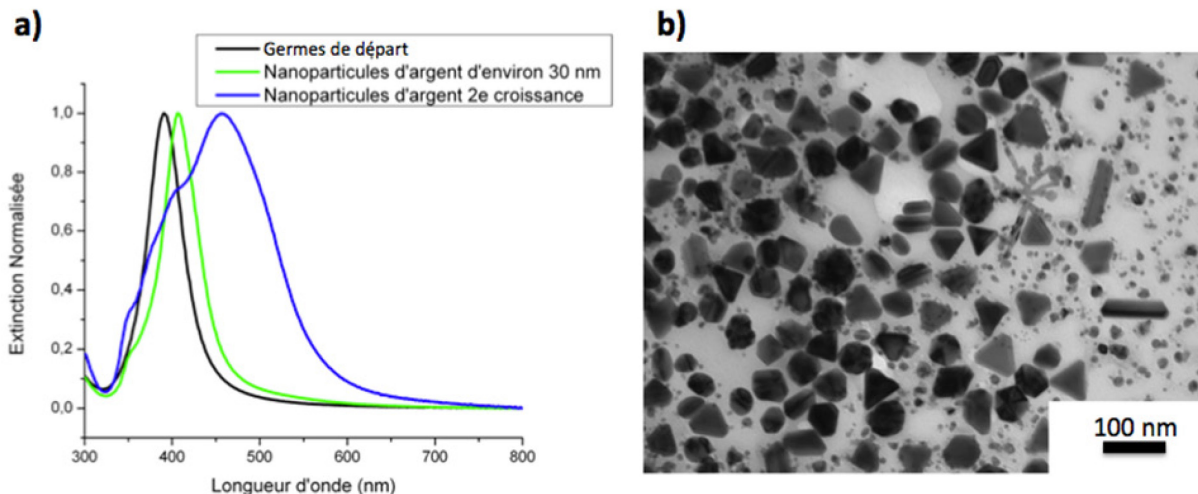 a)
Germes de départ
Nanoparticules d'argent d'environ 30 nm
Nanoparticules d'argent 2e croissance
1,0
0,8
0,6
0,4
0,2
0,0
Extinction Normalisée
300
400
500
600
700
800
Longueur d'onde (nm)
b)
100 nm